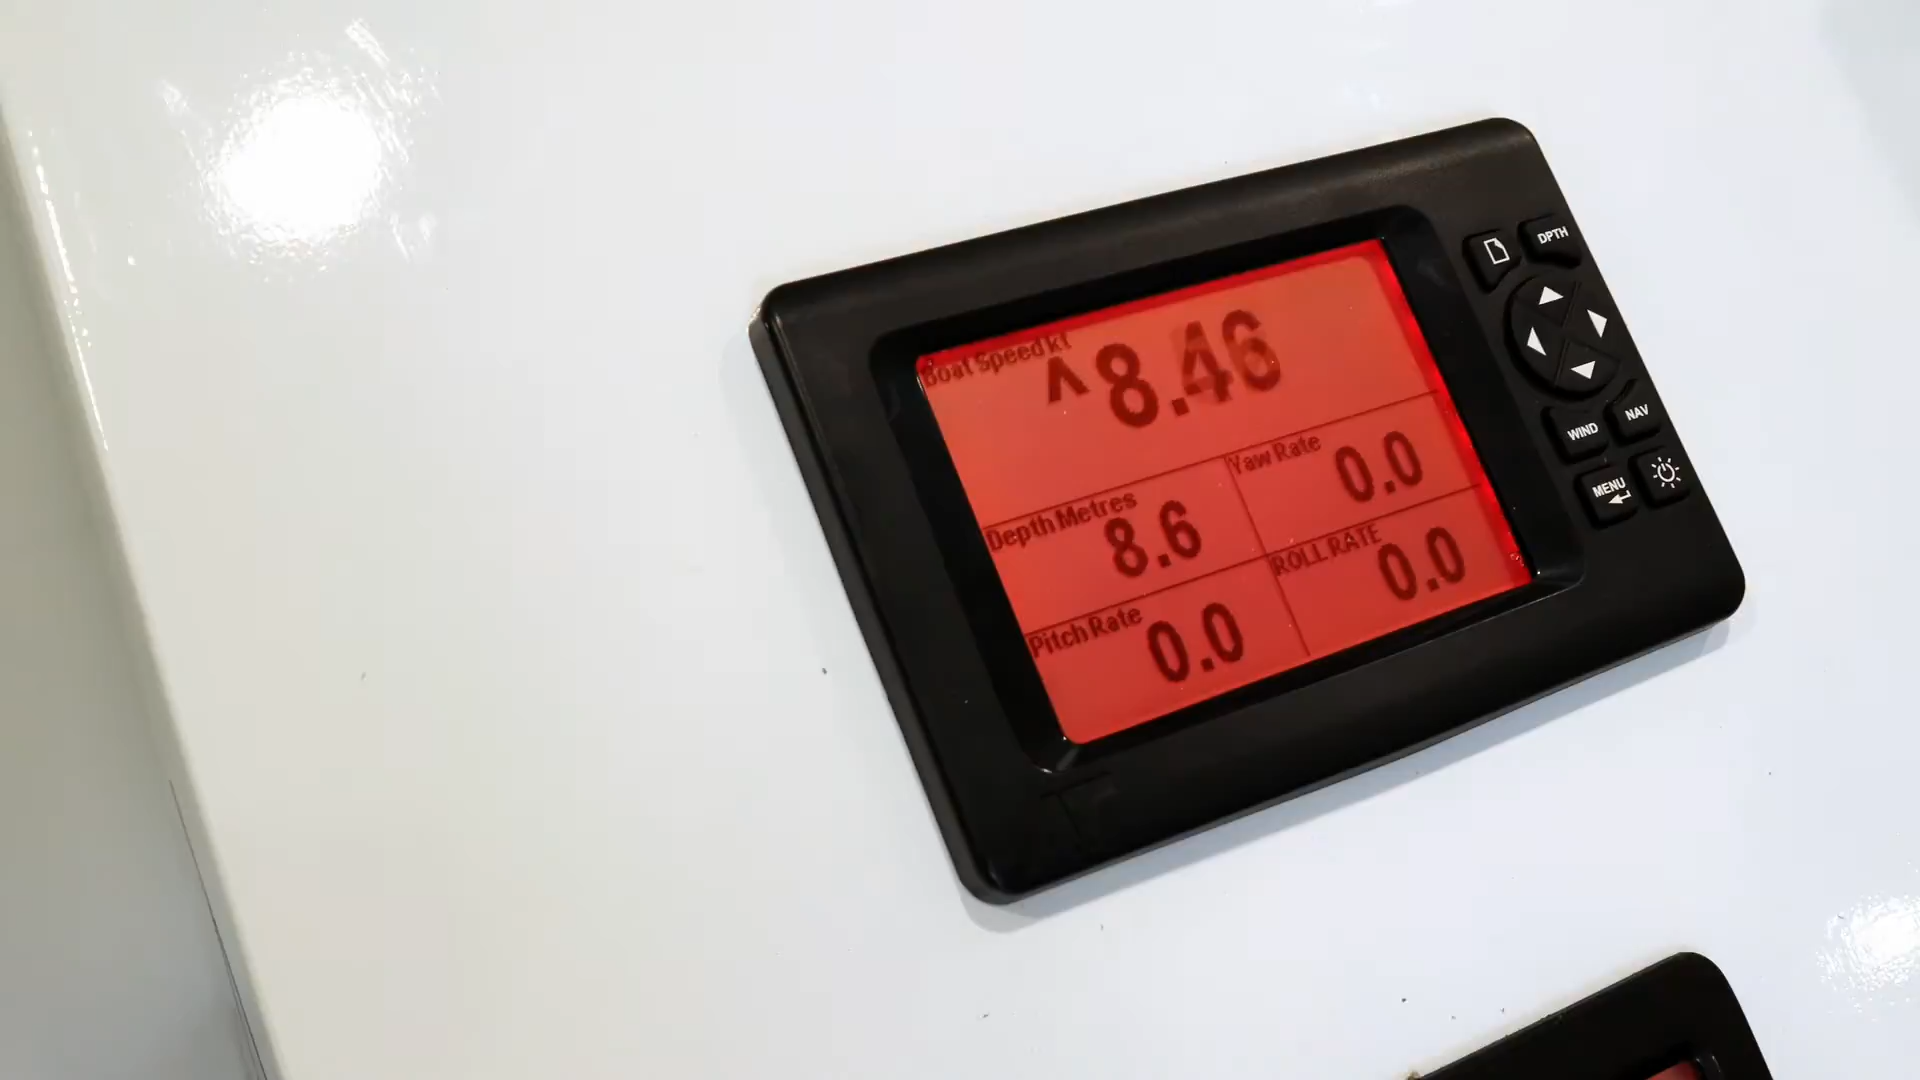 Boat Speed kt
^8.46
Depth Metres
8.6
Yaw Rate
0.0
Pitch Rate
0.0
ROLL RATE
0.0
DPTH
WIND
NAV
MENU